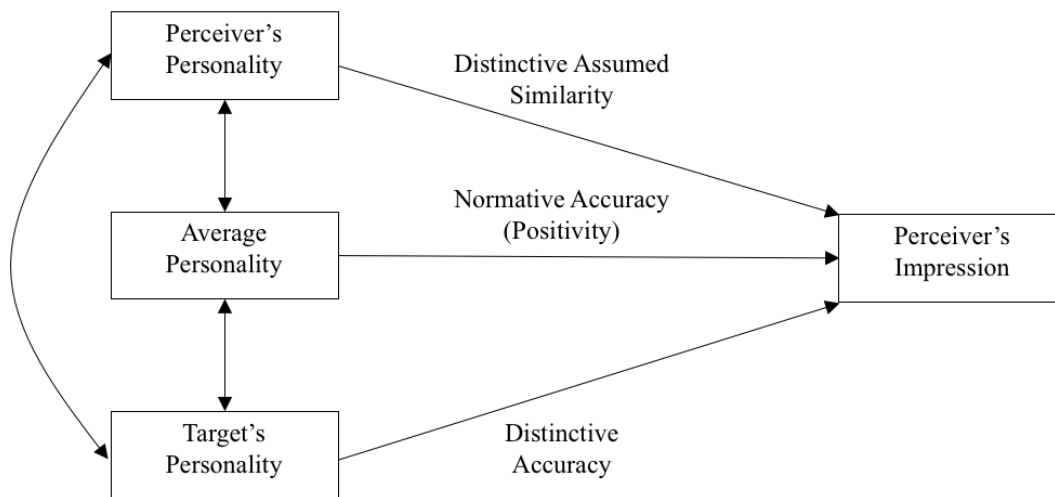 Perceiver’s
Personality
Distinctive Assumed
Similarity
Normative Accuracy
(Positivity)
Average
Personality
Perceiver’s
Impression
Target’s
Personality
Distinctive
Accuracy